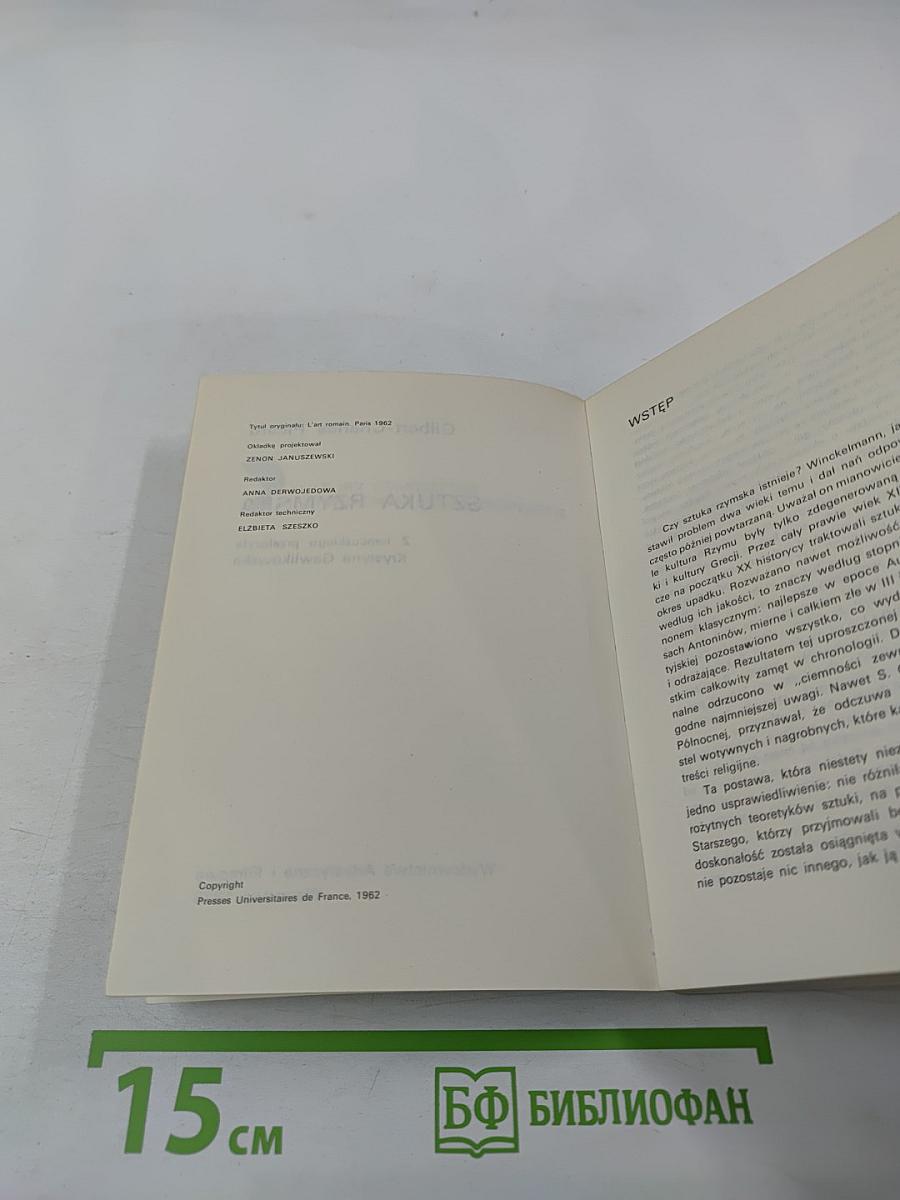 Tytuł oryginału: L'art romain. Paris 1962
Okładkę projektował
ZENON JANUSZEWSKI
Redaktor
ANNA DERWOJEDOWA
Redaktor techniczny
ELŻBIETA SZESZKO
Copyright
Presses Universitaires de France, 1962
WSTĘP
Czy sztuka rzymska istnieje? Winckelmann,
stawił problem dwa wieki temu i dał nań
często później powtarzaną. Uważał on mianowicie
le kultura Rzymu były tylko zdegenerowaną
ki i kultury Grecji. Przez cały prawie wiek
cze na początku XX historycy traktowali
okres upadku. Rozważano nawet możliwość
według ich jakości, to znaczy według
nonem klasycznym: najlepsze w epoce
sach Antoninów, mierne i całkiem złe w III
tyjskiej pozostawiono wszystko, co
i odrażające. Rezultatem tej uproszczonej
stkim całkowity zamęt w chronologii.
nalne odrzucono w „ciemności
godne najmniejszej uwagi. Nawet S.
Północnej, przyznawał, że odczuwa
stel wotywnych i nagrobnych, które
treści religijne.
Ta postawa, która niestety
jedno usprawiedliwienie: nie
rożytnych teoretyków sztuki, na
Starszego, którzy przyjmowali
doskonałość została osiągnięta
nie pozostaje nic innego, jak ją
15 см
БФ БИБЛИОФАН